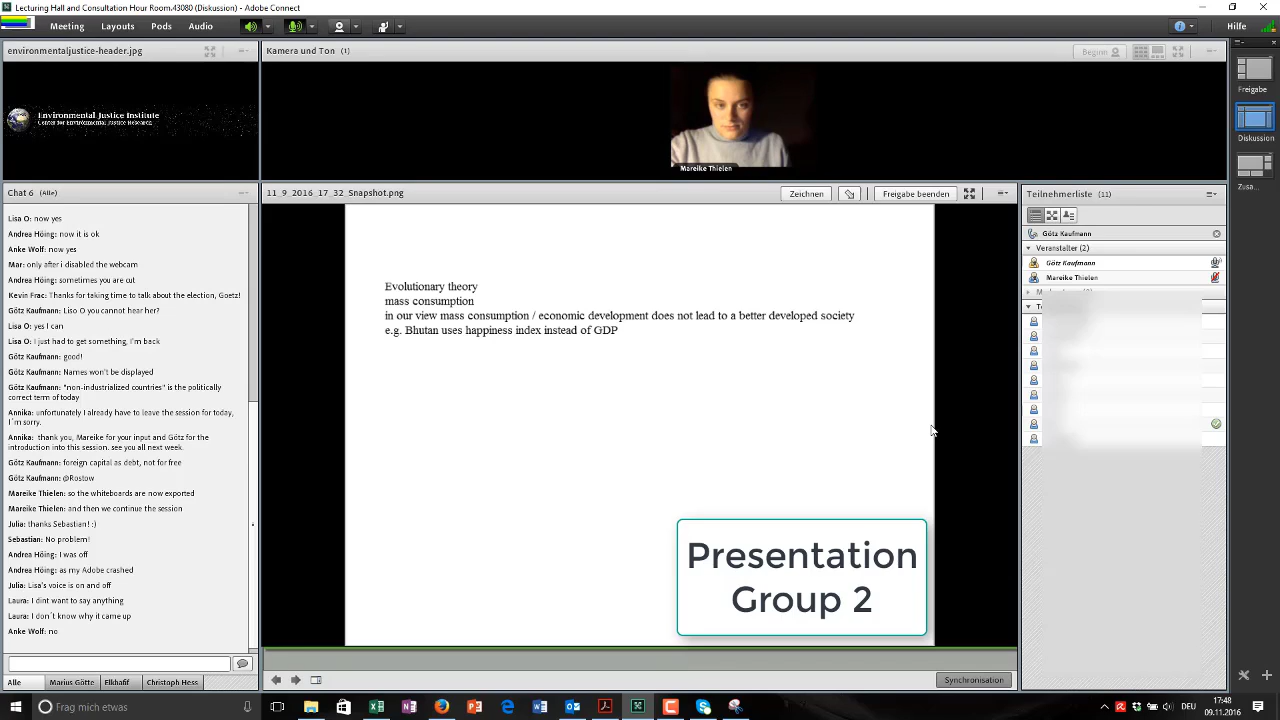 Lecturing Hall and Consultation Hour Room.43080 (Diskussion) - Adobe Connect
Meeting Layouts Pods Audio
Hilfe
environmentaljustice-header.jpg
Kamera und Ton (1)
Beginn
Freigabe
Diskussion
Zusa...
Environmental Justice Institute
Center for Environmental Justice Research
Mareike Thielen
Chat 6 (Alle)
Lisa O: now yes
Andrea Höing: now it is ok
Anke Wolf: now yes
Mar: only after i disabled the webcam
Andrea Höing: sometimes you are cut
Kevin Frac: Thanks for taking time to talk about the election, Goetz!
Götz Kaufmann: LisO you cannot hear her?
Lisa O: yes I can
Lisa O: I just had to get something, I'm back
Götz Kaufmann: good!
Götz Kaufmann: Names won't be displayed
Götz Kaufmann: "non-industrialized countries" is the politically
correct term of today
Annika: unfortunately I already have to leave the session for today,
I´m sorry.
Annika: thank you, Mareike for your input and Götz for the
introduction into this session. see you all next week.
Götz Kaufmann: foreign capital as debt, not for free
Götz Kaufmann: @Rostow
Mareike Thielen: so the whiteboards are now exported
Mareike Thielen: and then we continue the session
Julia: thanks Sebastian! :)
Sebastian: No problem!
Andrea Höing: I was off
Andrea Höing: as my Adobe crashed
Julia: Lisa's voice is on and off
Laura: I dint want to say anything
Laura: I don´t know why it came up
Anke Wolf: no
Alle Marius Götte Elkhafif Christoph Hess
11_9_2016_17_32_Snapshot.png
Zeichnen
Freigabe beenden
Evolutionary theory
mass consumption
in our view mass consumption / economic development does not lead to a better developed society
e.g. Bhutan uses happiness index instead of GDP
Presentation
Group 2
Synchronisation
Teilnehmerliste (11)
Götz Kaufmann
Veranstalter (2)
Götz Kaufmann
Mareike Thielen
Frag mich etwas
DEU
17:48
09.11.2016